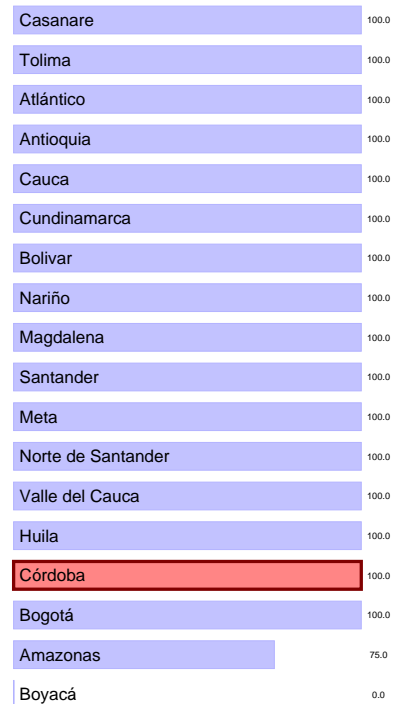 Casanare 100.0
Tolima 100.0
Atlántico 100.0
Antioquia 100.0
Cauca 100.0
Cundinamarca 100.0
Bolivar 100.0
Nariño 100.0
Magdalena 100.0
Santander 100.0
Meta 100.0
Norte de Santander 100.0
Valle del Cauca 100.0
Huila 100.0
Córdoba 100.0
Bogotá 100.0
Amazonas 75.0
Boyacá 0.0